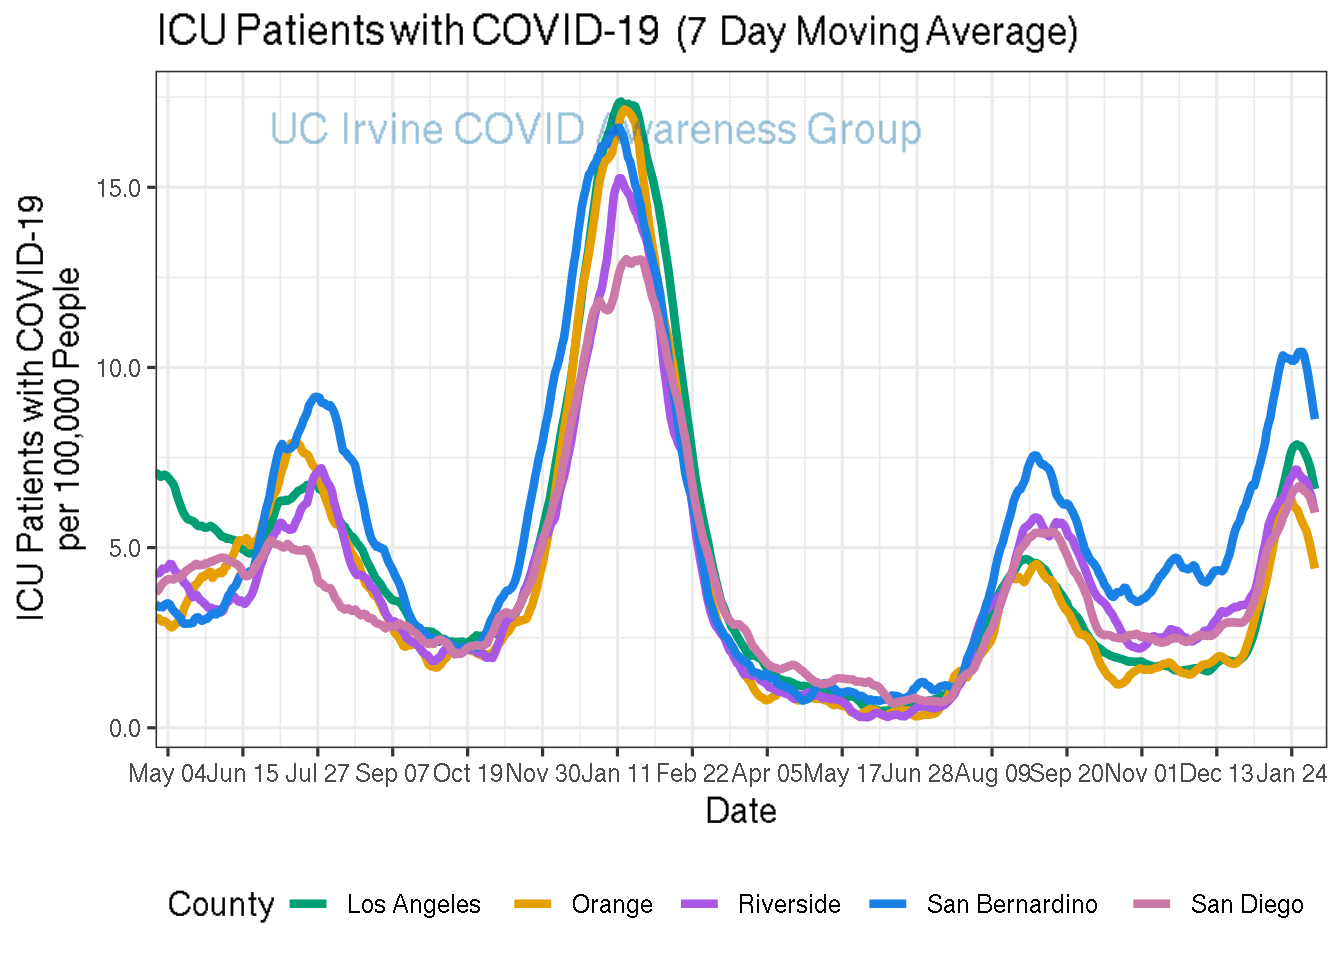 ICU Patients with COVID-19 (7 Day Moving Average)
UC Irvine COVID Awareness Group
ICU Patients with COVID-19
per 100,000 People
15.0
10.0
5.0
0.0
May 04 Jun 15 Jul 27 Sep 07 Oct 19 Nov 30 Jan 11 Feb 22 Apr 05 May 17 Jun 28 Aug 09 Sep 20 Nov 01 Dec 13 Jan 24
Date
County Los Angeles Orange Riverside San Bernardino San Diego